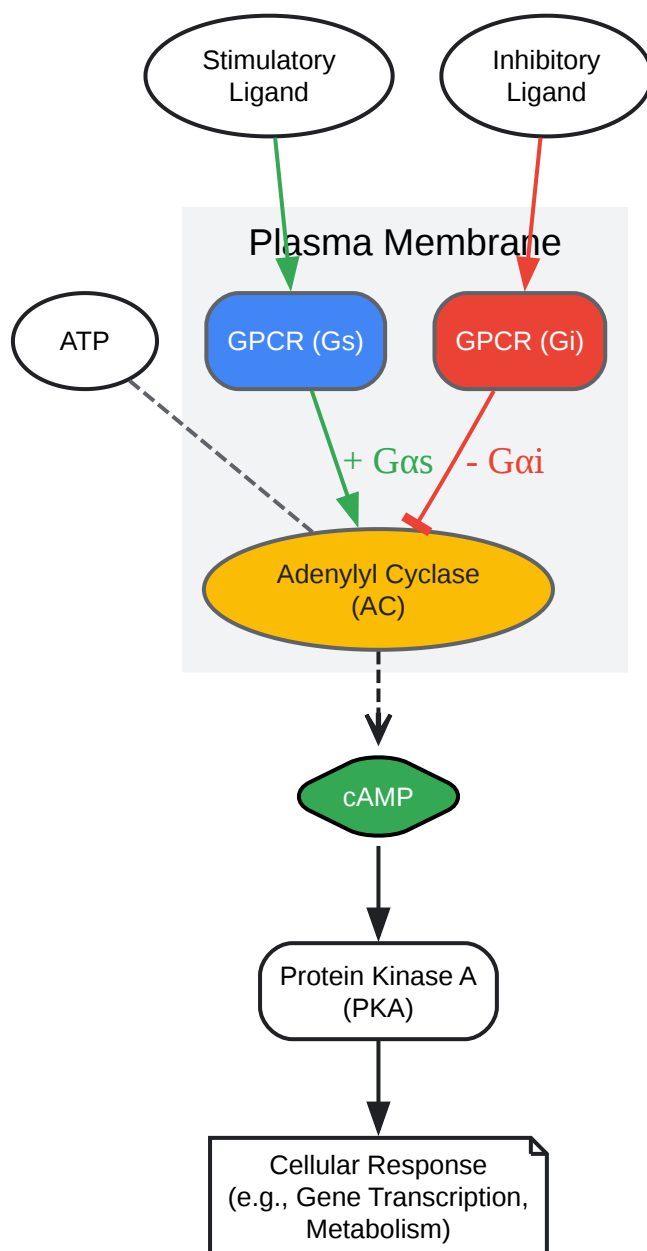 Stimulatory
Ligand
Inhibitory
Ligand
Plasma Membrane
ATP
GPCR (Gs)
GPCR (Gi)
+ Gαs
- Gαi
Adenylyl Cyclase
(AC)
cAMP
Protein Kinase A
(PKA)
Cellular Response
(e.g., Gene Transcription,
Metabolism)